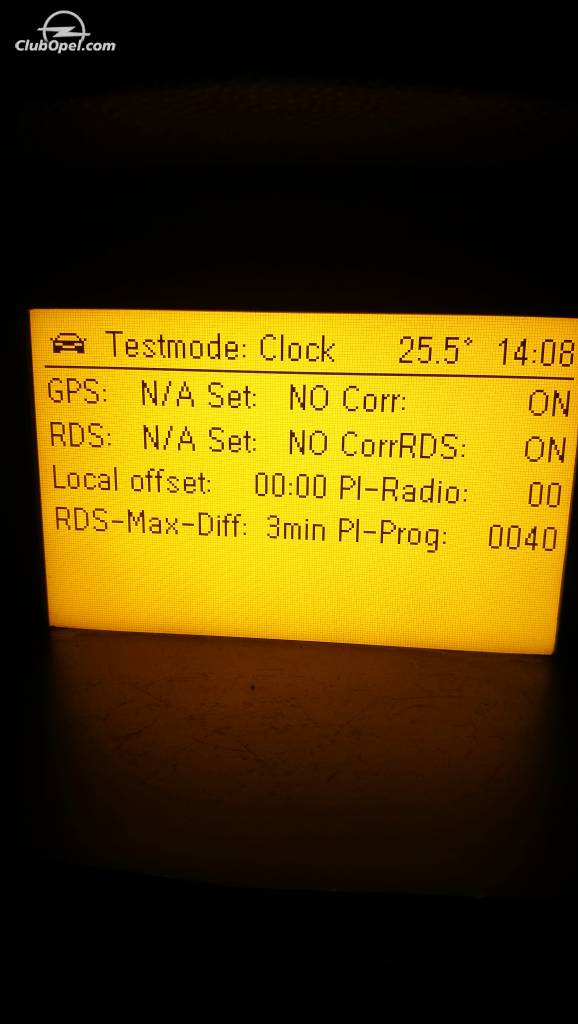 ClubOpel.com
Testmode: Clock 25.5° 14:08
GPS: N/A Set: NO Corr: ON
RDS: N/A Set: NO CorrRDS: ON
Local offset: 00:00 PI-Radio: 00
RDS-Max-Diff: 3min PI-Prog: 0040